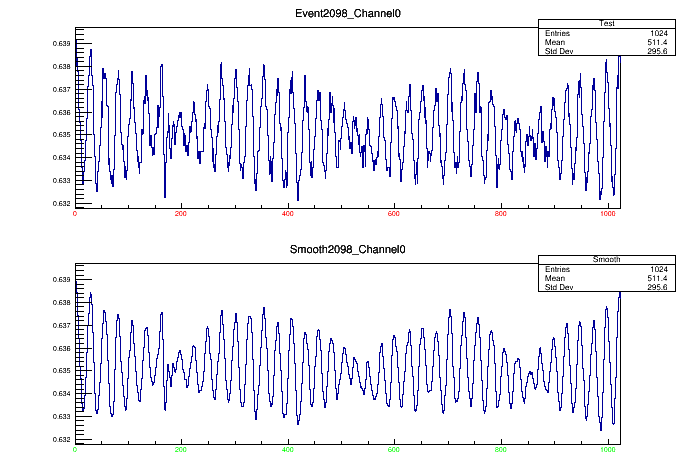 Event2098_Channel0
Test
Entries 1024
Mean 511.4
Std Dev 295.6
0.639
0.638
0.637
0.636
0.635
0.634
0.633
0.632
0 200 400 600 800 1000
Smooth2098_Channel0
Smooth
Entries 1024
Mean 511.4
Std Dev 295.6
0.639
0.638
0.637
0.636
0.635
0.634
0.633
0.632
0 200 400 600 800 1000